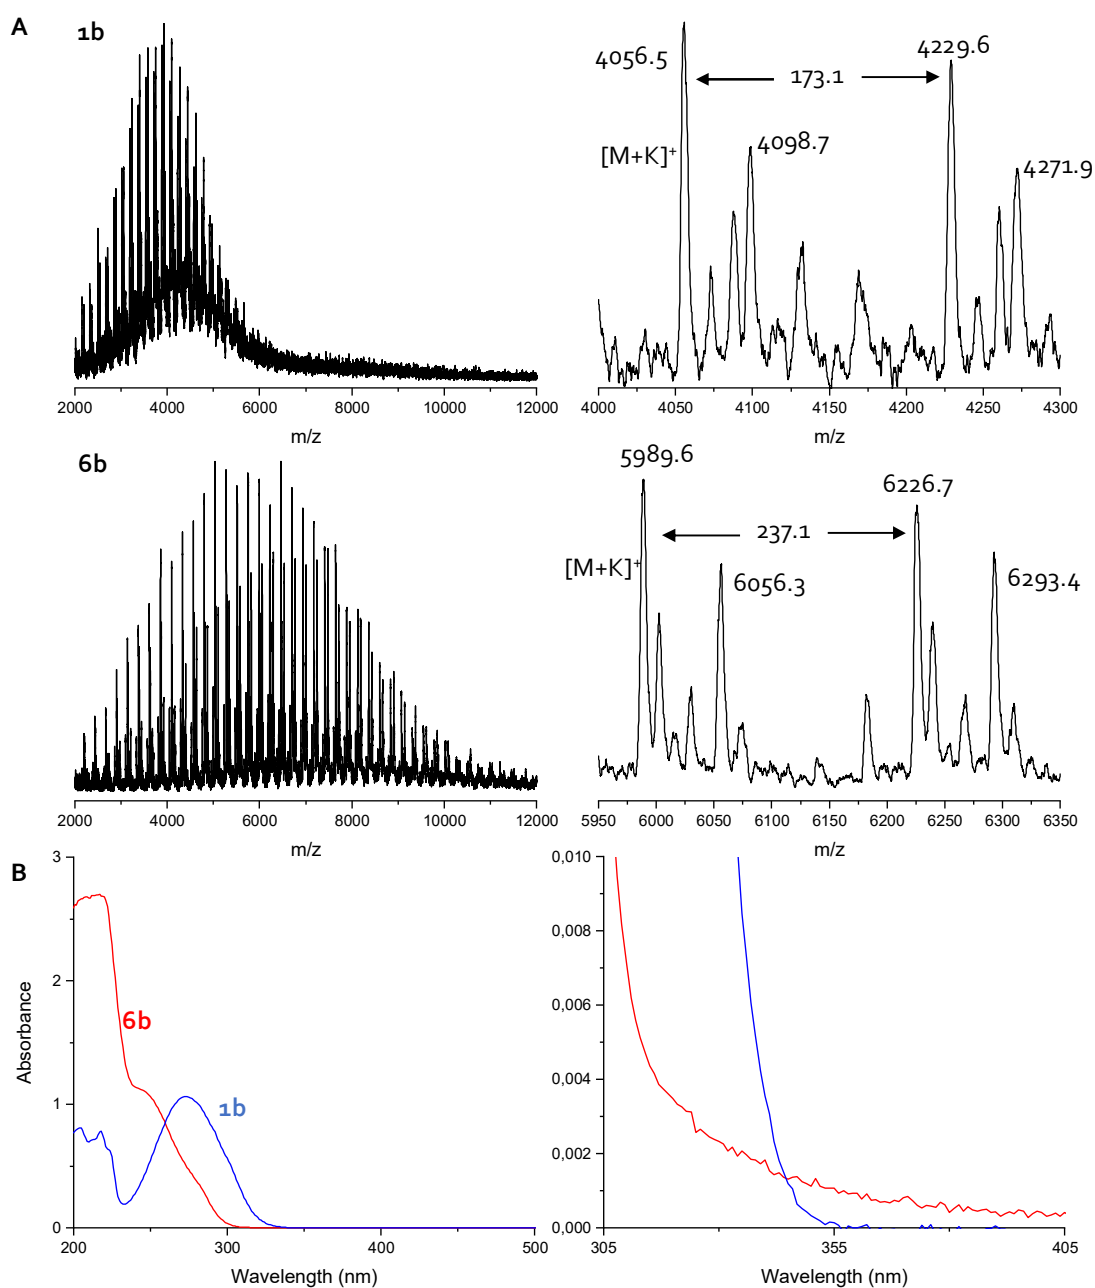 A
1b
4056.5
4229.6
173.1
[M+K]+
4098.7
4271.9
2000 4000 6000 8000 10000 12000
m/z
4000 4050 4100 4150 4200 4250 4300
m/z
6b
5989.6
6226.7
237.1
[M+K]+
6056.3
6293.4
2000 4000 6000 8000 10000 12000
m/z
5950 6000 6050 6100 6150 6200 6250 6300 6350
m/z
B
3
2
1
0
Absorbance
6b
1b
200 300 400 500
Wavelength (nm)
0,010
0,008
0,006
0,004
0,002
0,000
305 355 405
Wavelength (nm)